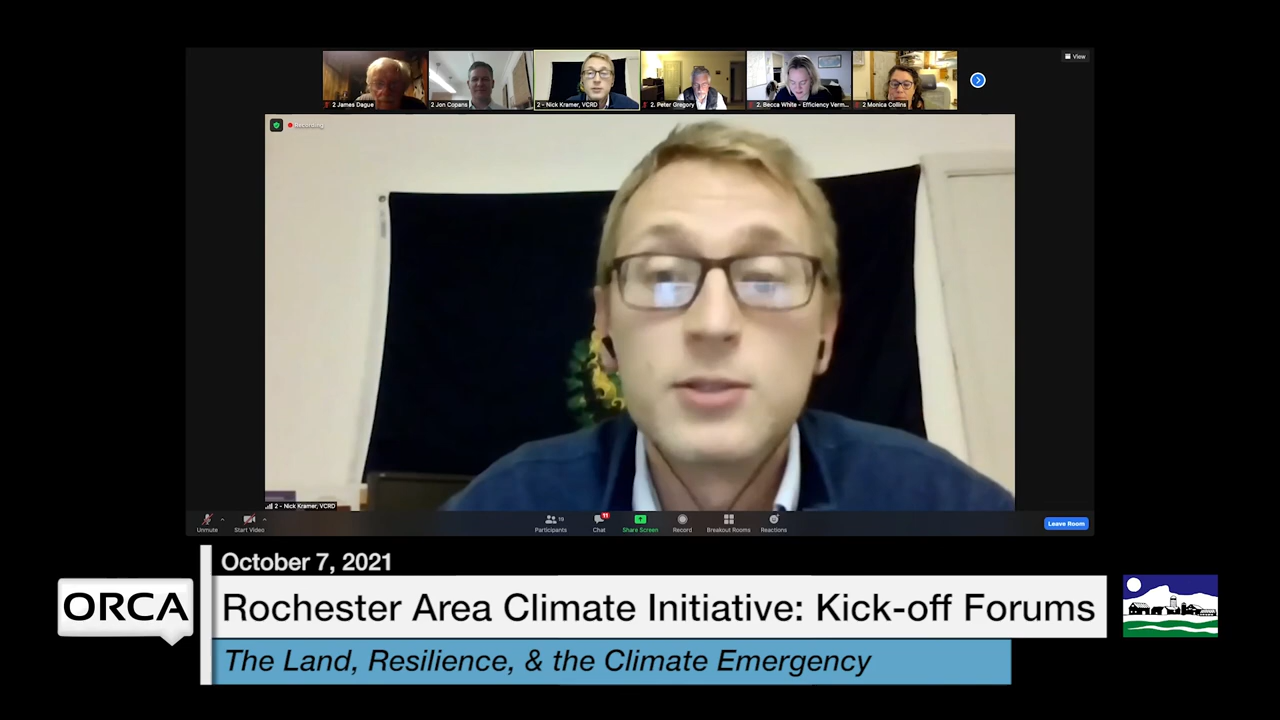 View
2 James Dague
2 Jon Copans
2 - Nick Kramer, VCRD
2. Peter Gregory
2. Becca White - Efficiency Verm...
2 Monica Collins
Recording
2 - Nick Kramer, VCRD
Unmute
Start Video
Participants
19
Chat
11
Share Screen
Record
Breakout Rooms
Reactions
Leave Room
October 7, 2021
ORCA
Rochester Area Climate Initiative: Kick-off Forums
The Land, Resilience, & the Climate Emergency